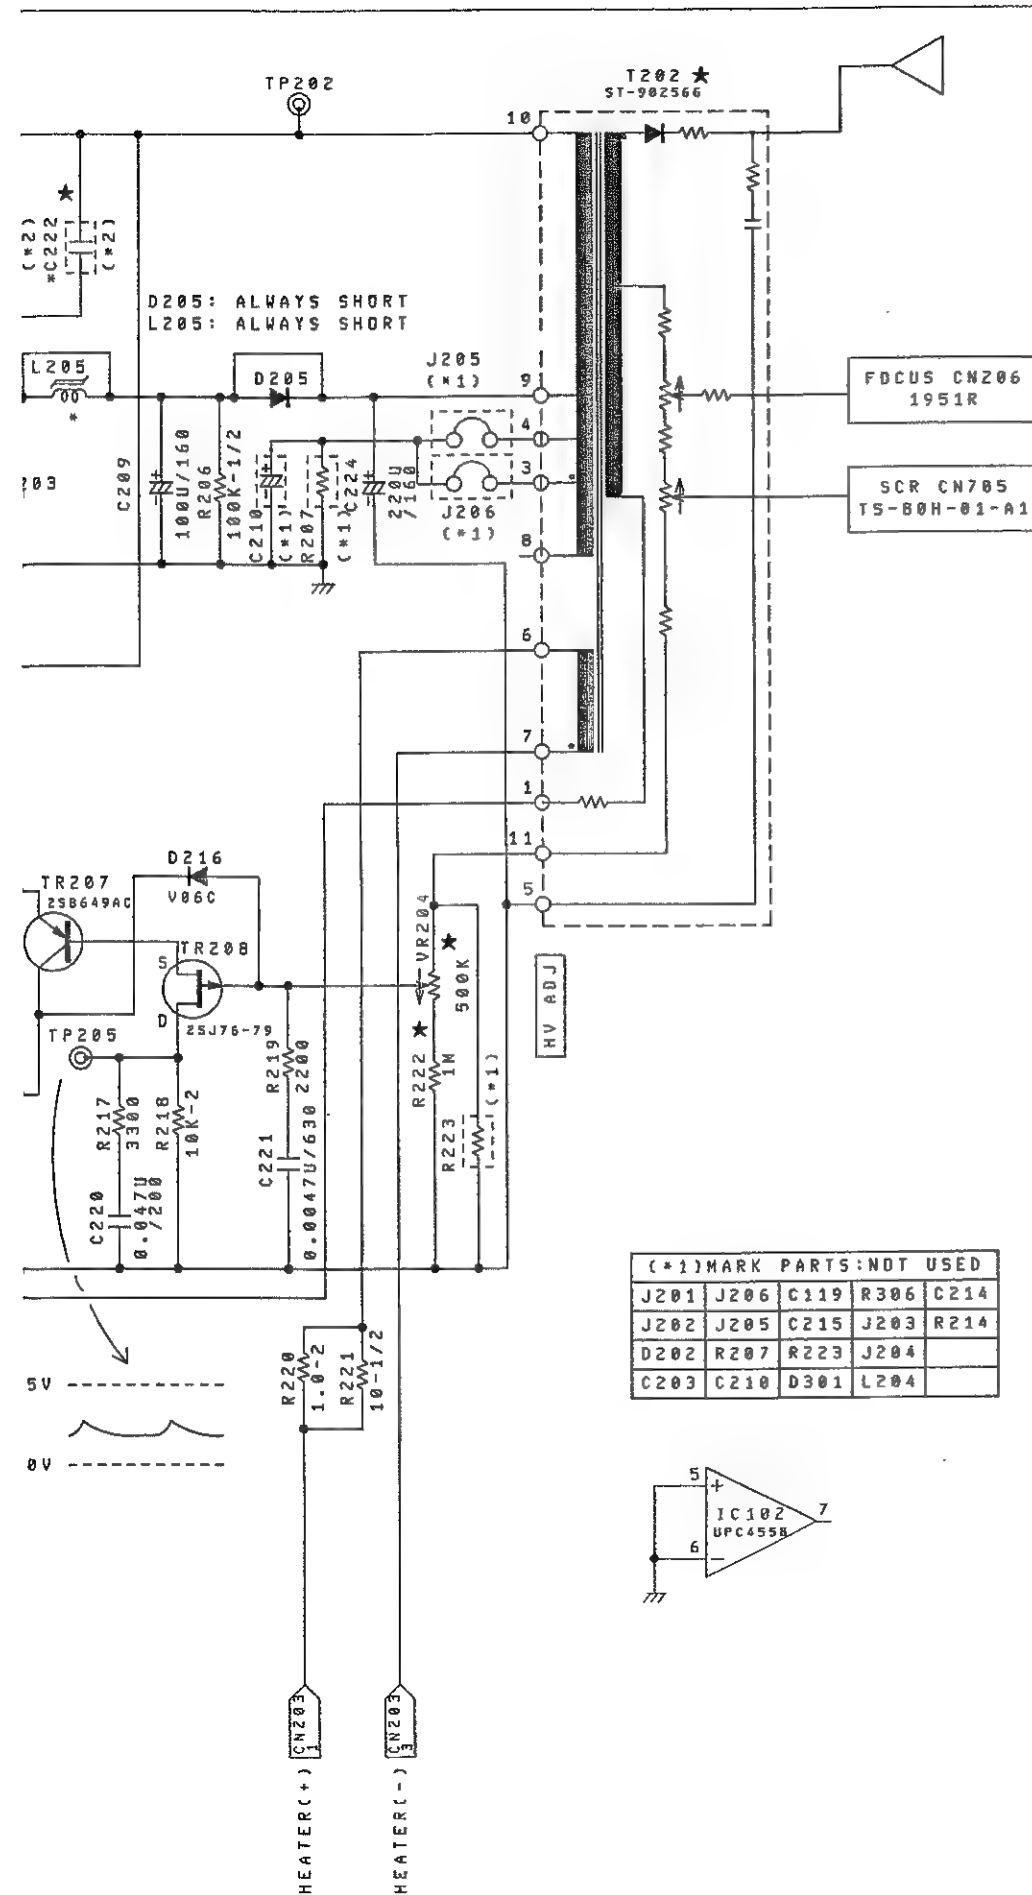 TP202
T202 ★
ST-902566
10
★
(*2)
*C222
(*2)
D205: ALWAYS SHORT
L205: ALWAYS SHORT
L205
*
D205
J205
(*1)
9
4
3
8
FOCUS CN206
1951R
SCR CN705
TS-80H-01-A1
203
C209
100U/160
R206
100K-1/2
C210
(*1)
R207
(*1)
C224
220U
/160
J206
(*1)
6
7
1
11
5
D216
V06C
TR207
2SB649AC
TR208
S
D
2SJ76-79
TP205
VR204
★
500K
HV ADJ
R222
★
1M
R223
(*1)
R219
2200
C221
0.0047U/630
R217
3300
R218
10K-2
C220
0.047U
/200
(*1)MARK PARTS:NOT USED
J201 J206 C119 R306 C214
J202 J205 C215 J203 R214
D202 R207 R223 J204
C203 C210 D301 L204
R220
1.0-2
R221
10-1/2
5V
0V
5
+
IC102
UPC4558
7
6
−
CN203
1
CN203
3
HEATER(+)
HEATER(-)